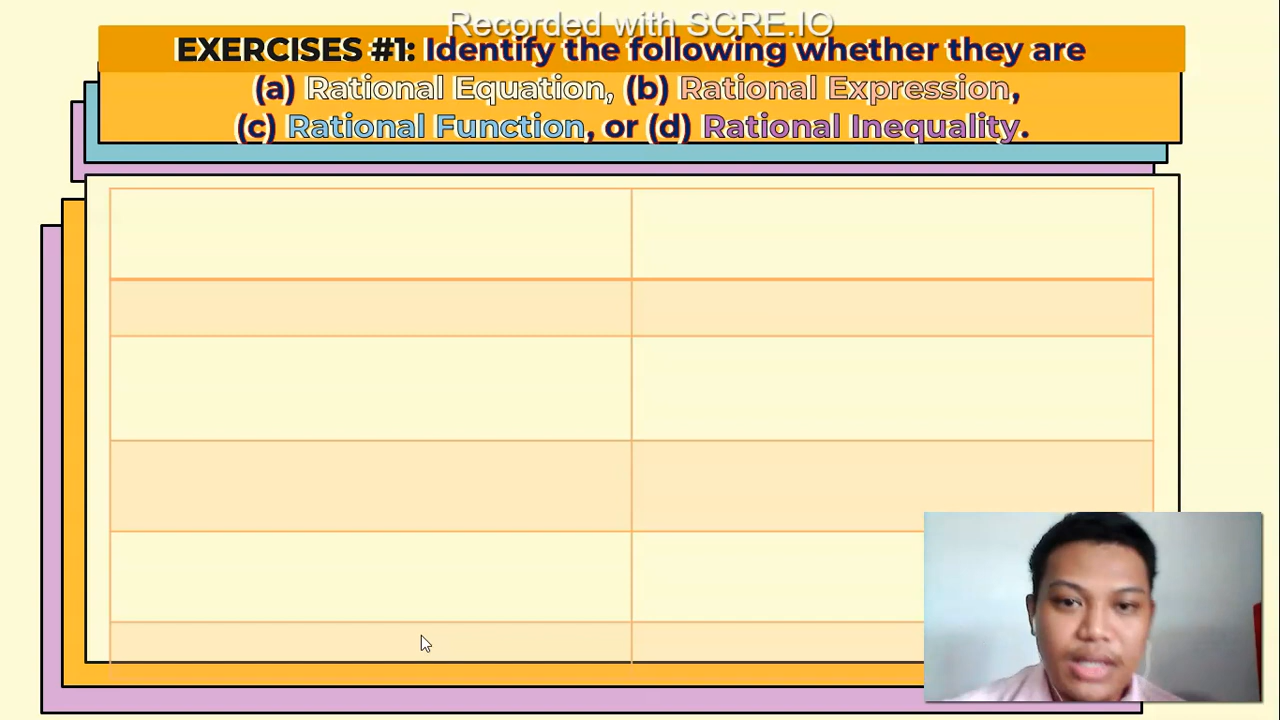 Recorded with SCRE.IO
EXERCISES #1: Identify the following whether they are
(a) Rational Equation, (b) Rational Expression,
(c) Rational Function, or (d) Rational Inequality.